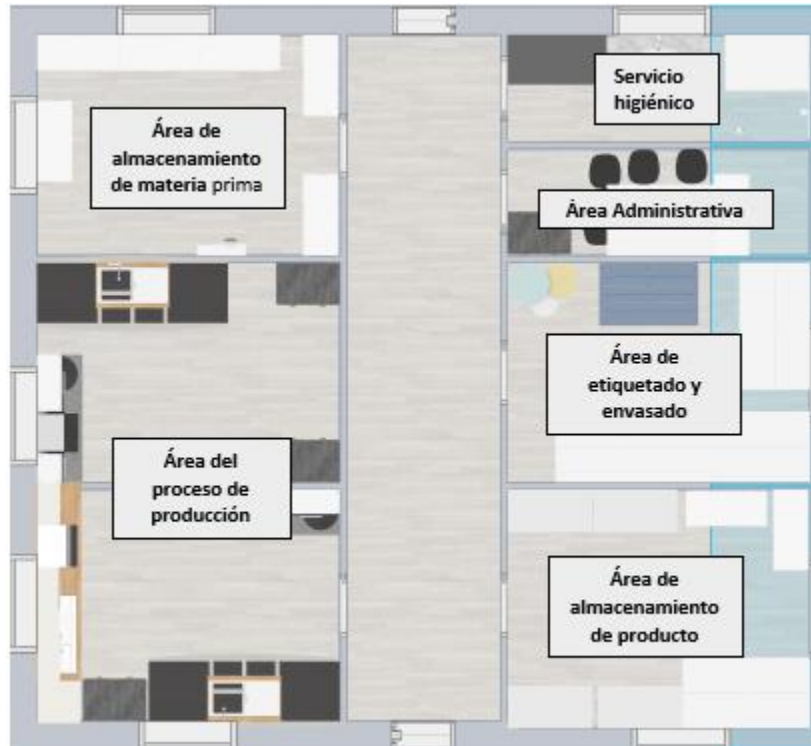 Área de
almacenamiento
de materia prima
Servicio
higiénico
Área Administrativa
Área de
etiquetado y
envasado
Área del
proceso de
producción
Área de
almacenamiento
de producto